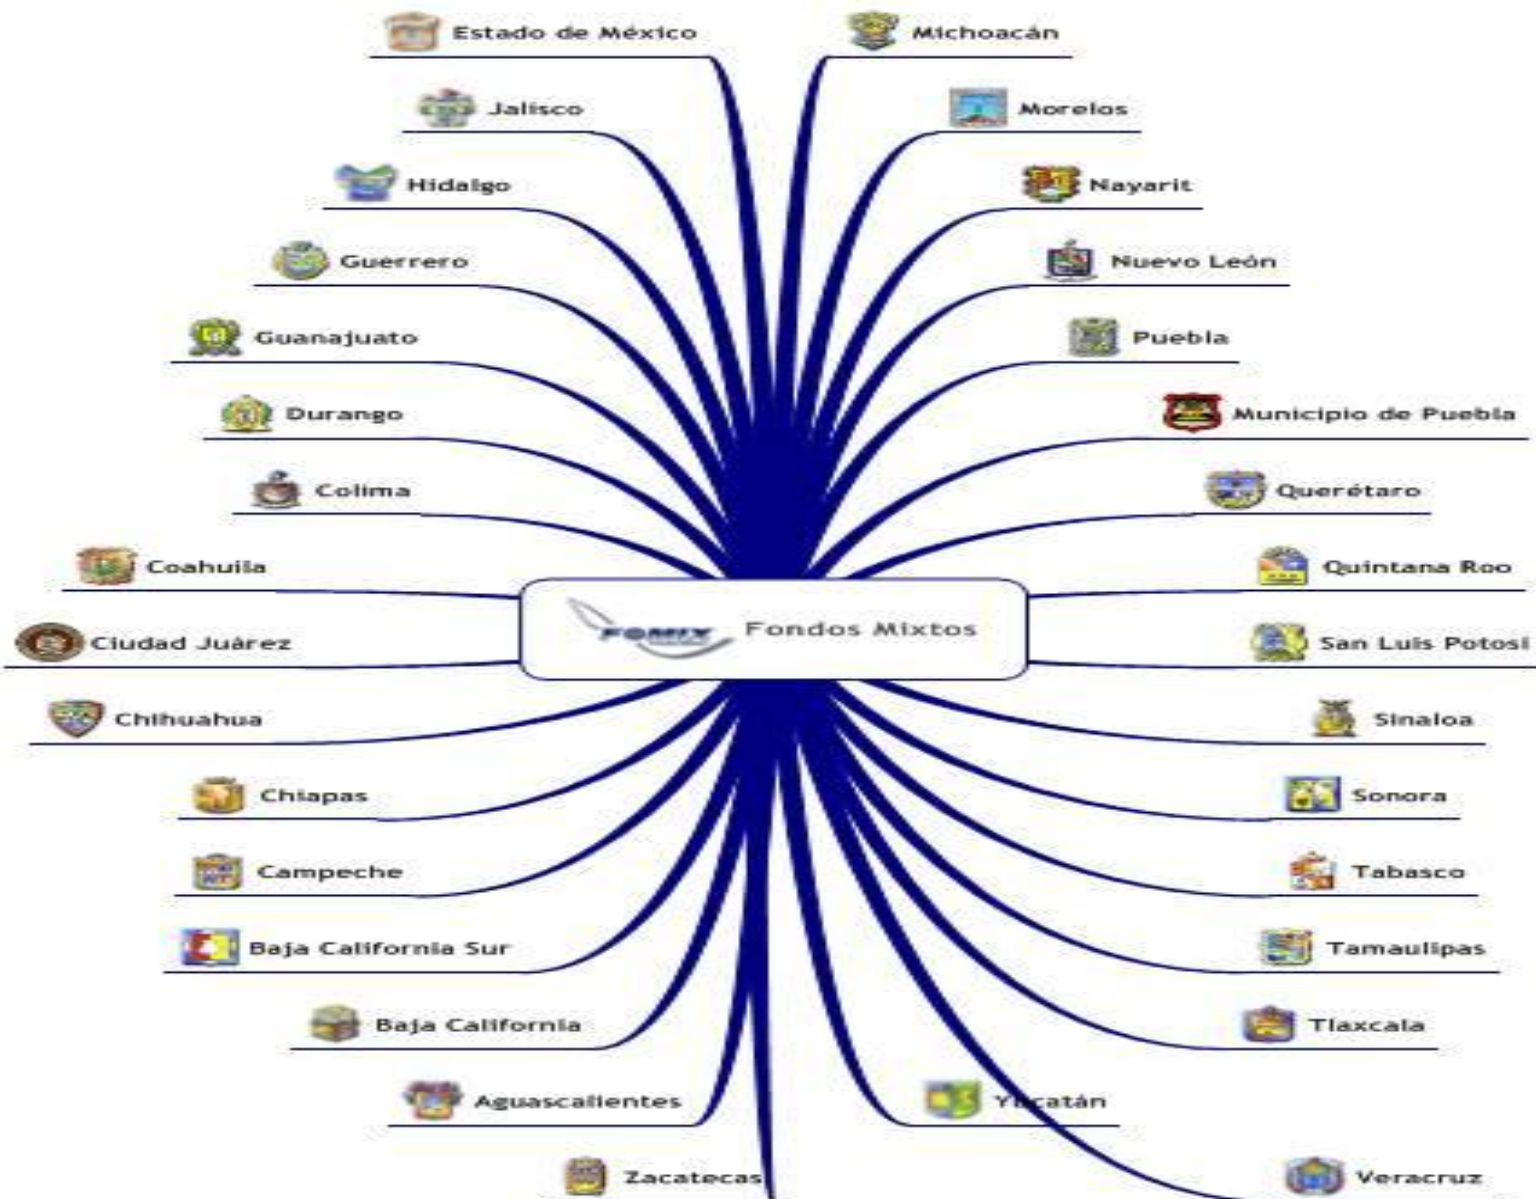 Estado de México
Michoacán
Jalisco
Morelos
Hidalgo
Nayarit
Guerrero
Nuevo León
Guanajuato
Puebla
Durango
Municipio de Puebla
Colima
Querétaro
Coahuila
Quintana Roo
FOMIX Fondos Mixtos
Ciudad Juárez
San Luis Potosí
Chihuahua
Sinaloa
Chiapas
Sonora
Campeche
Tabasco
Baja California Sur
Tamaulipas
Baja California
Tlaxcala
Aguascalientes
Yucatán
Zacatecas
Veracruz